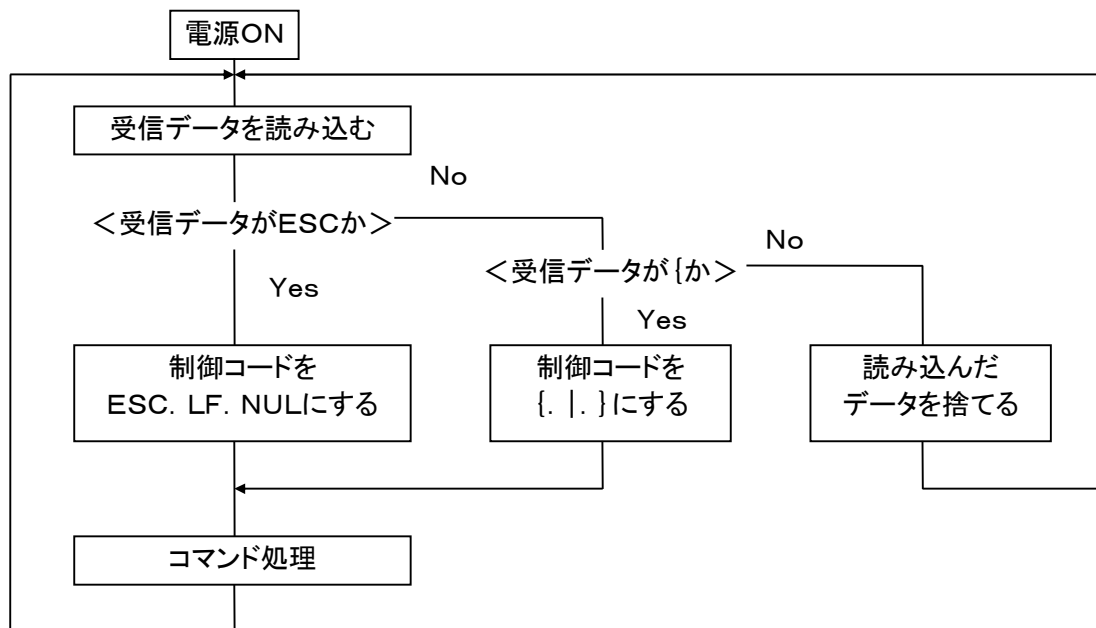 電源ON
受信データを読み込む
No
＜受信データがESCか＞
No
＜受信データが{か＞
Yes
Yes
制御コードを
ESC. LF. NULにする
制御コードを
{. |. }にする
読み込んだ
データを捨てる
コマンド処理